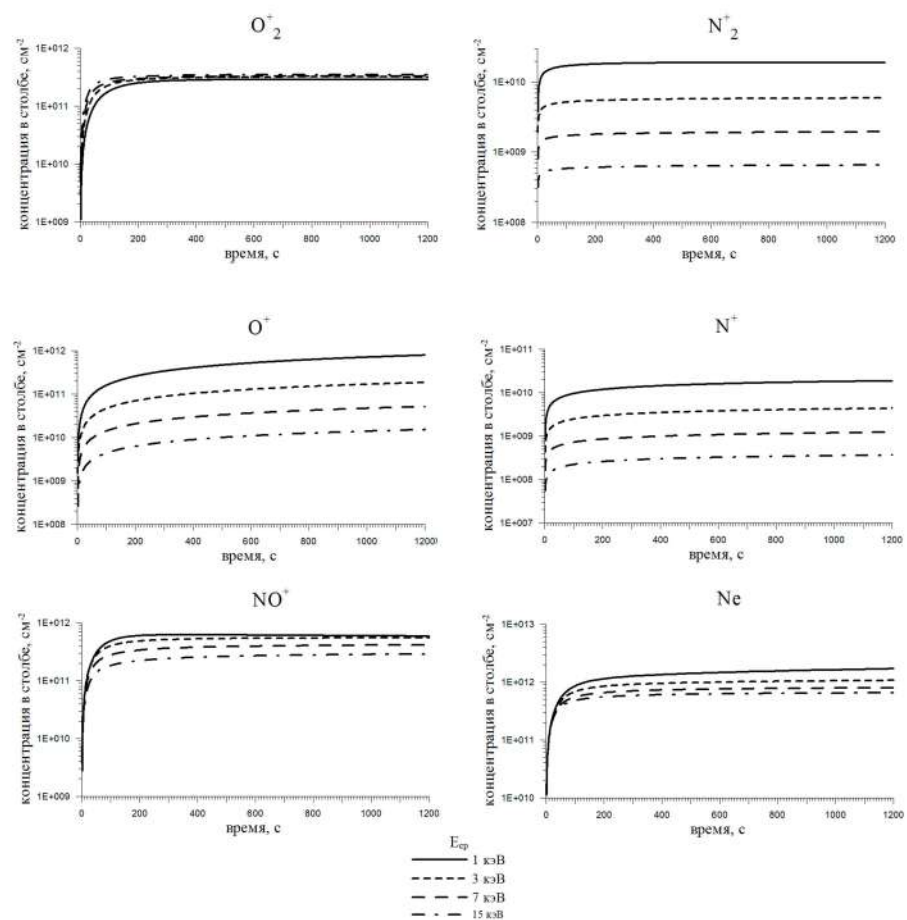 O⁺₂
концентрация в столбе, см⁻²
1E+012
1E+011
1E+010
1E+009
0 200 400 600 800 1000 1200
время, с
N⁺₂
концентрация в столбе, см⁻²
1E+010
1E+009
1E+008
0 200 400 600 800 1000 1200
время, с
O⁺
концентрация в столбе, см⁻²
1E+012
1E+011
1E+010
1E+009
1E+008
0 200 400 600 800 1000 1200
время, с
N⁺
концентрация в столбе, см⁻²
1E+011
1E+010
1E+009
1E+008
1E+007
0 200 400 600 800 1000 1200
время, с
NO⁺
концентрация в столбе, см⁻²
1E+012
1E+011
1E+010
1E+009
0 200 400 600 800 1000 1200
время, с
Ne
концентрация в столбе, см⁻²
1E+013
1E+012
1E+011
1E+010
0 200 400 600 800 1000 1200
время, с
Eср
1 кэВ
3 кэВ
7 кэВ
15 кэВ